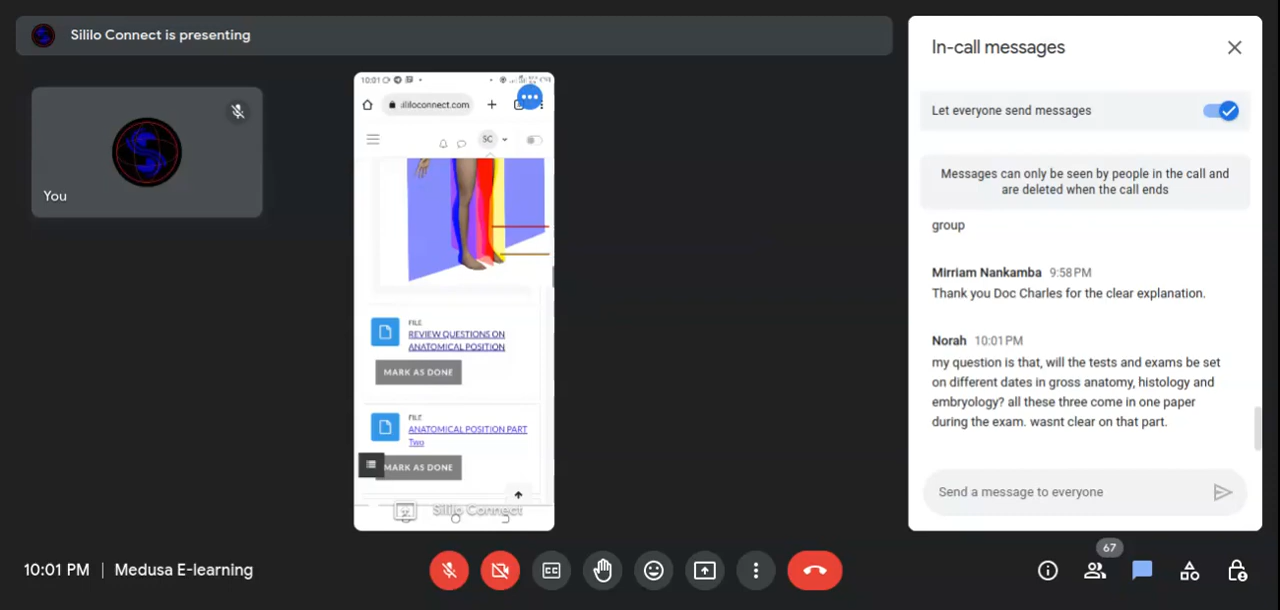 Sililo Connect is presenting
You
10:01
ililoconnect.com
SC
FILE
REVIEW QUESTIONS ON
ANATOMICAL POSITION
MARK AS DONE
FILE
ANATOMICAL POSITION PART
Two
MARK AS DONE
Sililo Connect
In-call messages
Let everyone send messages
Messages can only be seen by people in the call and
are deleted when the call ends
group
Mirriam Nankamba 9:58 PM
Thank you Doc Charles for the clear explanation.
Norah 10:01 PM
my question is that, will the tests and exams be set
on different dates in gross anatomy, histology and
embryology? all these three come in one paper
during the exam. wasnt clear on that part.
Send a message to everyone
10:01 PM | Medusa E-learning
67